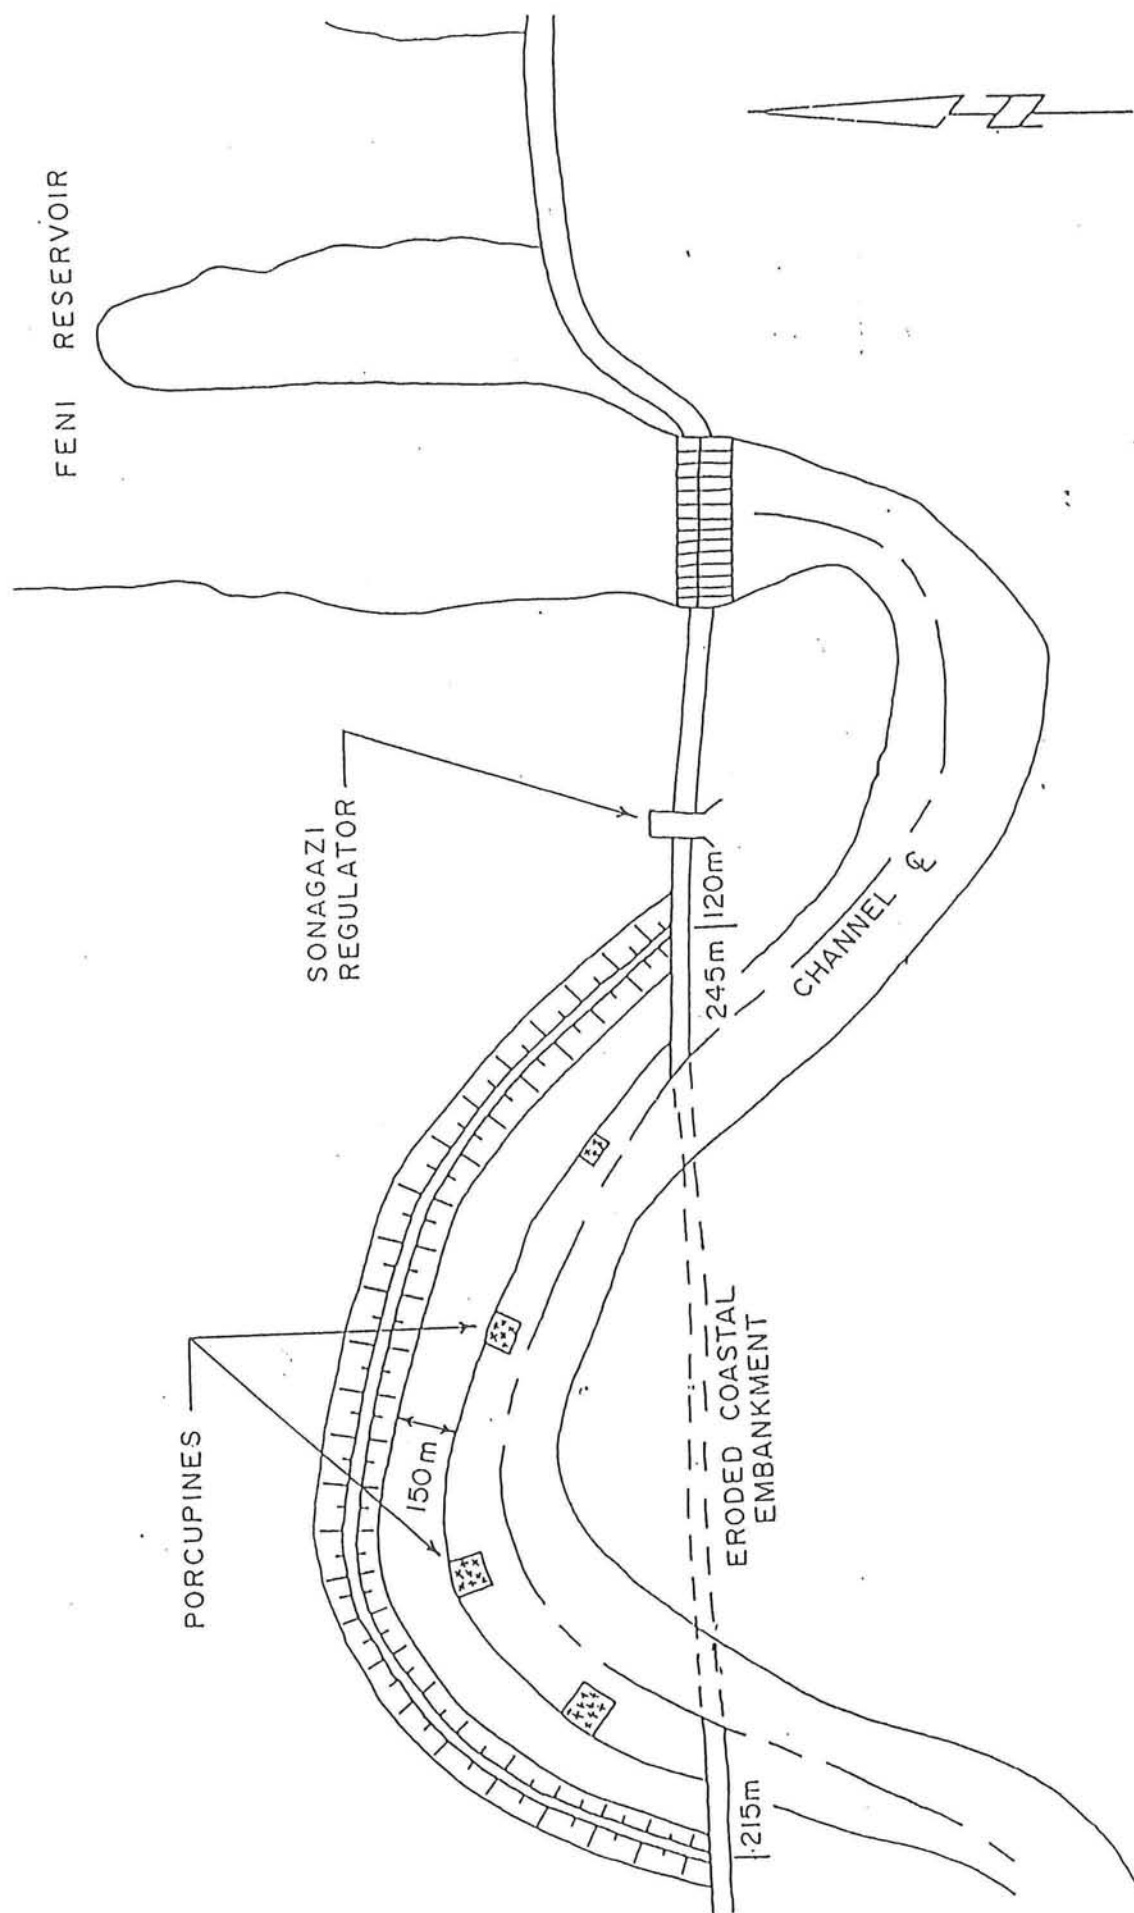 FENI RESERVOIR
SONAGAZI
REGULATOR
PORCUPINES
150m
245m
120m
CHANNEL ℄
ERODED COASTAL
EMBANKMENT
215m
N